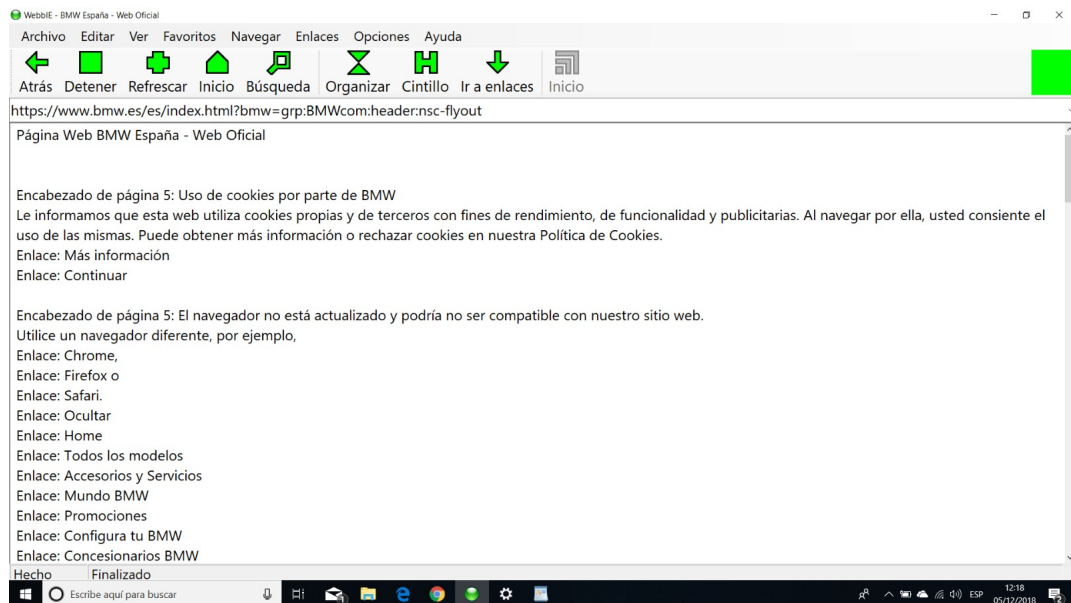 WebbIE - BMW España - Web Oficial
Archivo Editar Ver Favoritos Navegar Enlaces Opciones Ayuda
Atrás Detener Refrescar Inicio Búsqueda Organizar Cintillo Ir a enlaces Inicio
https://www.bmw.es/es/index.html?bmw=grp:BMWcom:header:nsc-flyout
Página Web BMW España - Web Oficial
Encabezado de página 5: Uso de cookies por parte de BMW
Le informamos que esta web utiliza cookies propias y de terceros con fines de rendimiento, de funcionalidad y publicitarias. Al navegar por ella, usted consiente el
uso de las mismas. Puede obtener más información o rechazar cookies en nuestra Política de Cookies.
Enlace: Más información
Enlace: Continuar
Encabezado de página 5: El navegador no está actualizado y podría no ser compatible con nuestro sitio web.
Utilice un navegador diferente, por ejemplo,
Enlace: Chrome,
Enlace: Firefox o
Enlace: Safari.
Enlace: Ocultar
Enlace: Home
Enlace: Todos los modelos
Enlace: Accesorios y Servicios
Enlace: Mundo BMW
Enlace: Promociones
Enlace: Configura tu BMW
Enlace: Concesionarios BMW
Hecho Finalizado
Escribe aquí para buscar
ESP
12:18
05/12/2018